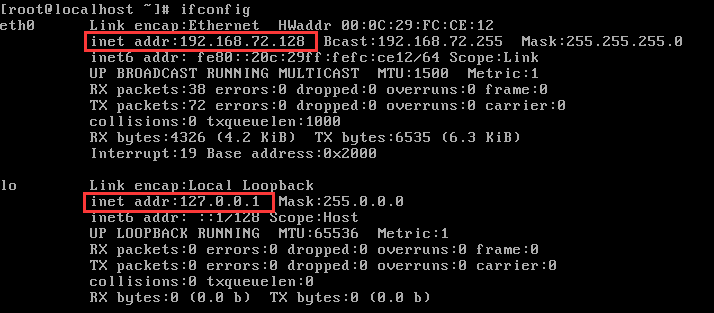 [root@localhost ~]# ifconfig
eth0 Link encap:Ethernet HWaddr 00:0C:29:FC:CE:12
inet addr:192.168.72.128 Bcast:192.168.72.255 Mask:255.255.255.0
inet6 addr: fe80::20c:29ff:fefc:ce12/64 Scope:Link
UP BROADCAST RUNNING MULTICAST MTU:1500 Metric:1
RX packets:38 errors:0 dropped:0 overruns:0 frame:0
TX packets:72 errors:0 dropped:0 overruns:0 carrier:0
collisions:0 txqueuelen:1000
RX bytes:4326 (4.2 KiB) TX bytes:6535 (6.3 KiB)
Interrupt:19 Base address:0x2000
lo Link encap:Local Loopback
inet addr:127.0.0.1 Mask:255.0.0.0
inet6 addr: ::1/128 Scope:Host
UP LOOPBACK RUNNING MTU:65536 Metric:1
RX packets:0 errors:0 dropped:0 overruns:0 frame:0
TX packets:0 errors:0 dropped:0 overruns:0 carrier:0
collisions:0 txqueuelen:0
RX bytes:0 (0.0 b) TX bytes:0 (0.0 b)